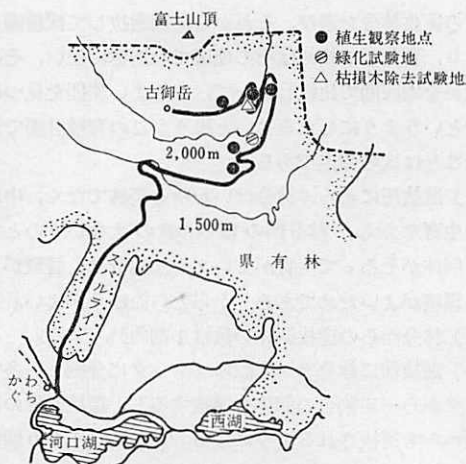 富士山頂
● 植生観察地点
◍ 緑化試験地
△ 枯損木除去試験地
古御岳
2,000m
1,500m
県有林
スバルライン
かわぐち
西湖
河口湖